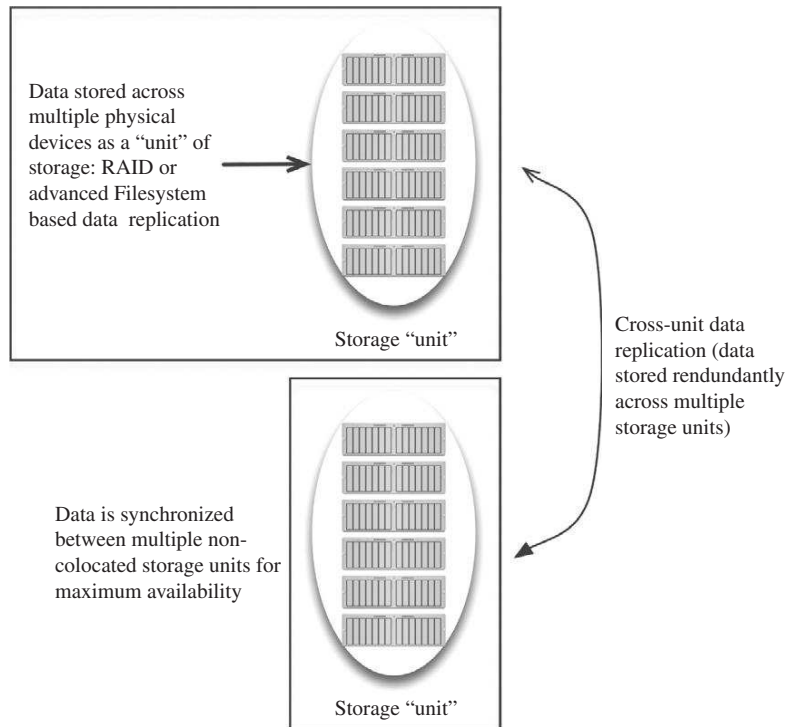 Data stored across
multiple physical
devices as a “unit” of
storage: RAID or
advanced Filesystem
based data replication
Storage “unit”
Cross-unit data
replication (data
stored rendundantly
across multiple
storage units)
Data is synchronized
between multiple non-
colocated storage units for
maximum availability
Storage “unit”